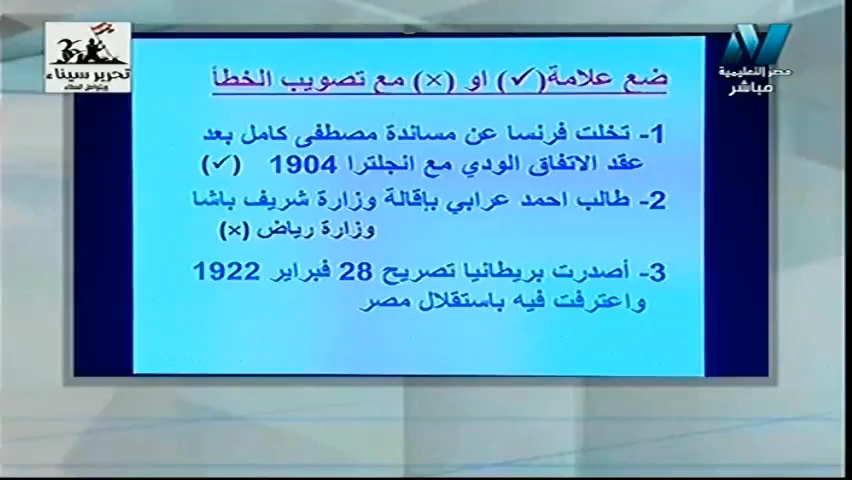 تحرير سيناء
مصر التعليمية
مباشر
ضع علامة(✓) او (×) مع تصويب الخطأ
1- تخلت فرنسا عن مساندة مصطفى كامل بعد
عقد الاتفاق الودي مع انجلترا 1904 (✓)
2- طالب احمد عرابي بإقالة وزارة شريف باشا
وزارة رياض (×)
3- أصدرت بريطانيا تصريح 28 فبراير 1922
واعترفت فيه باستقلال مصر